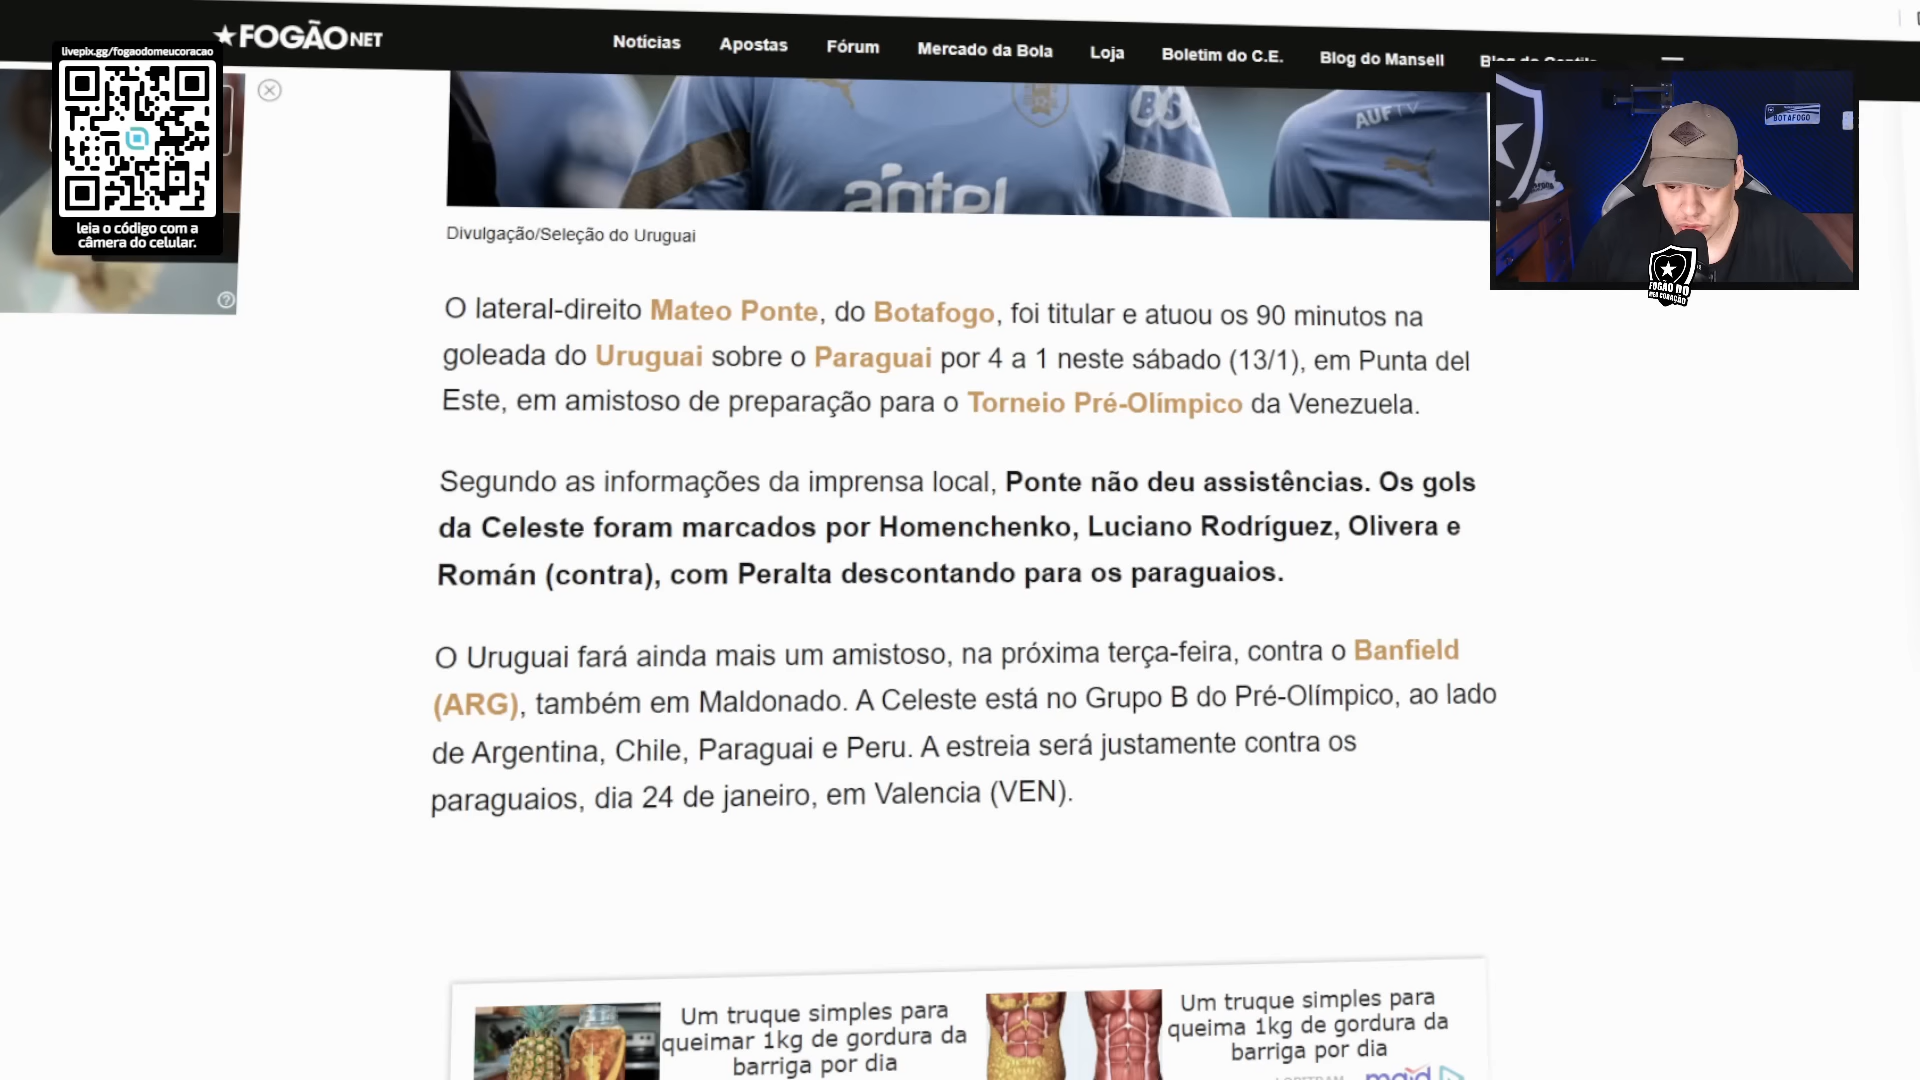 FOGÃO NET
Notícias
Apostas
Fórum
Mercado da Bola
Loja
Boletim do C.E.
Blog do Mansell
livepix.gg/fogaodomeucoracao
leia o código com a
câmera do celular.
antel
AUF TV
BOTAFOGO
FOGÃO DO
MEU CORAÇÃO
Divulgação/Seleção do Uruguai
O lateral-direito Mateo Ponte, do Botafogo, foi titular e atuou os 90 minutos na
goleada do Uruguai sobre o Paraguai por 4 a 1 neste sábado (13/1), em Punta del
Este, em amistoso de preparação para o Torneio Pré-Olímpico da Venezuela.
Segundo as informações da imprensa local, Ponte não deu assistências. Os gols
da Celeste foram marcados por Homenchenko, Luciano Rodríguez, Olivera e
Román (contra), com Peralta descontando para os paraguaios.
O Uruguai fará ainda mais um amistoso, na próxima terça-feira, contra o Banfield
(ARG), também em Maldonado. A Celeste está no Grupo B do Pré-Olímpico, ao lado
de Argentina, Chile, Paraguai e Peru. A estreia será justamente contra os
paraguaios, dia 24 de janeiro, em Valencia (VEN).
Um truque simples para
queimar 1kg de gordura da
barriga por dia
Um truque simples para
queima 1kg de gordura da
barriga por dia